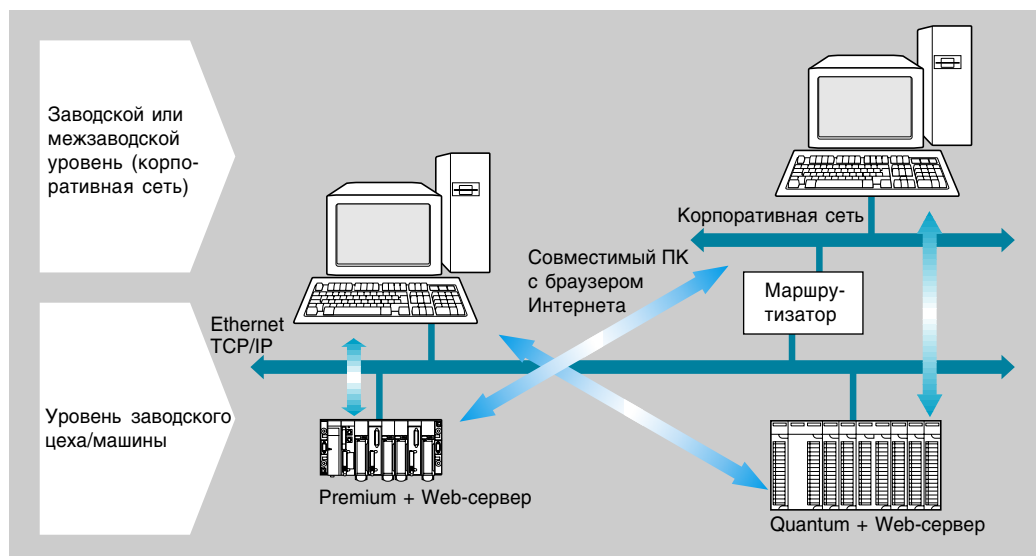 Заводской или
межзаводской
уровень (корпо-
ративная сеть)
Корпоративная сеть
Совместимый ПК
с браузером
Интернета
Маршру-
тизатор
Ethernet
TCP/IP
Уровень заводского
цеха/машины
Premium + Web-сервер
Quantum + Web-сервер